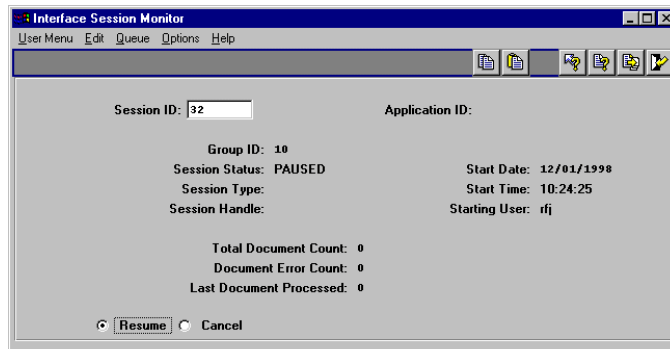 Interface Session Monitor
User Menu Edit Queue Options Help
Session ID: 32 Application ID:
Group ID: 10
Session Status: PAUSED Start Date: 12/01/1998
Session Type: Start Time: 10:24:25
Session Handle: Starting User: rfj
Total Document Count: 0
Document Error Count: 0
Last Document Processed: 0
Resume Cancel